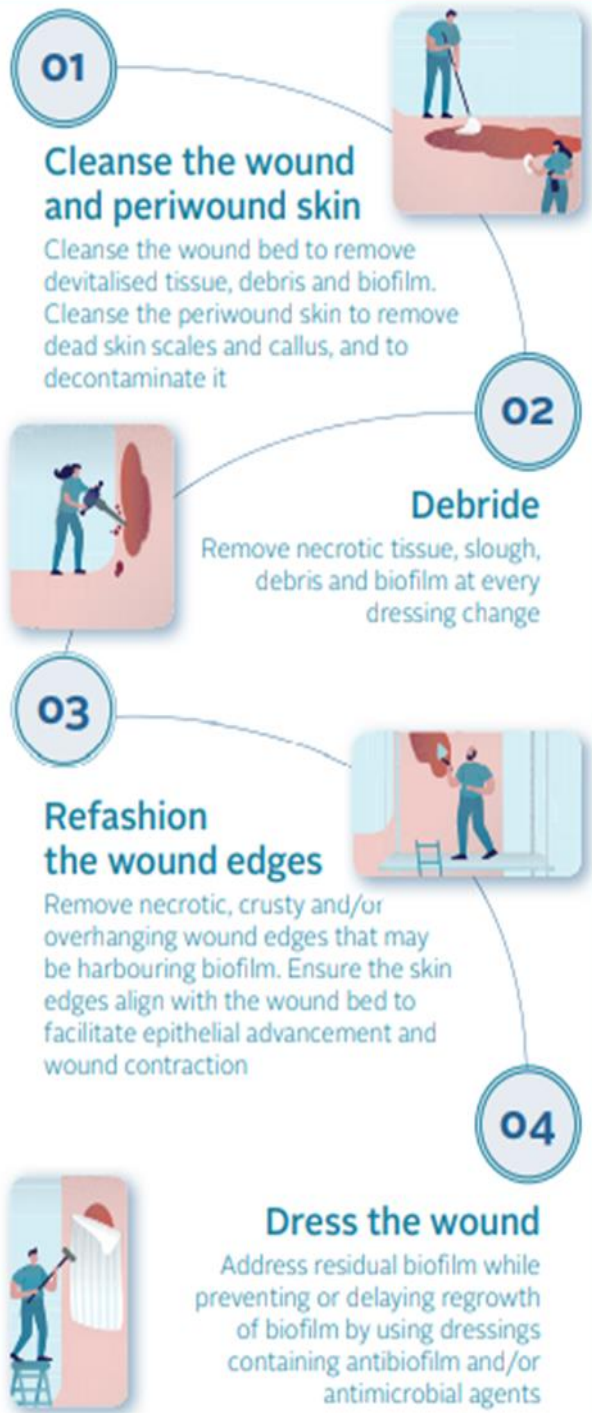 01
Cleanse the wound
and periwound skin
Cleanse the wound bed to remove
devitalised tissue, debris and biofilm.
Cleanse the periwound skin to remove
dead skin scales and callus, and to
decontaminate it
02
Debride
Remove necrotic tissue, slough,
debris and biofilm at every
dressing change
03
Refashion
the wound edges
Remove necrotic, crusty and/or
overhanging wound edges that may
be harbouring biofilm. Ensure the skin
edges align with the wound bed to
facilitate epithelial advancement and
wound contraction
04
Dress the wound
Address residual biofilm while
preventing or delaying regrowth
of biofilm by using dressings
containing antibiofilm and/or
antimicrobial agents